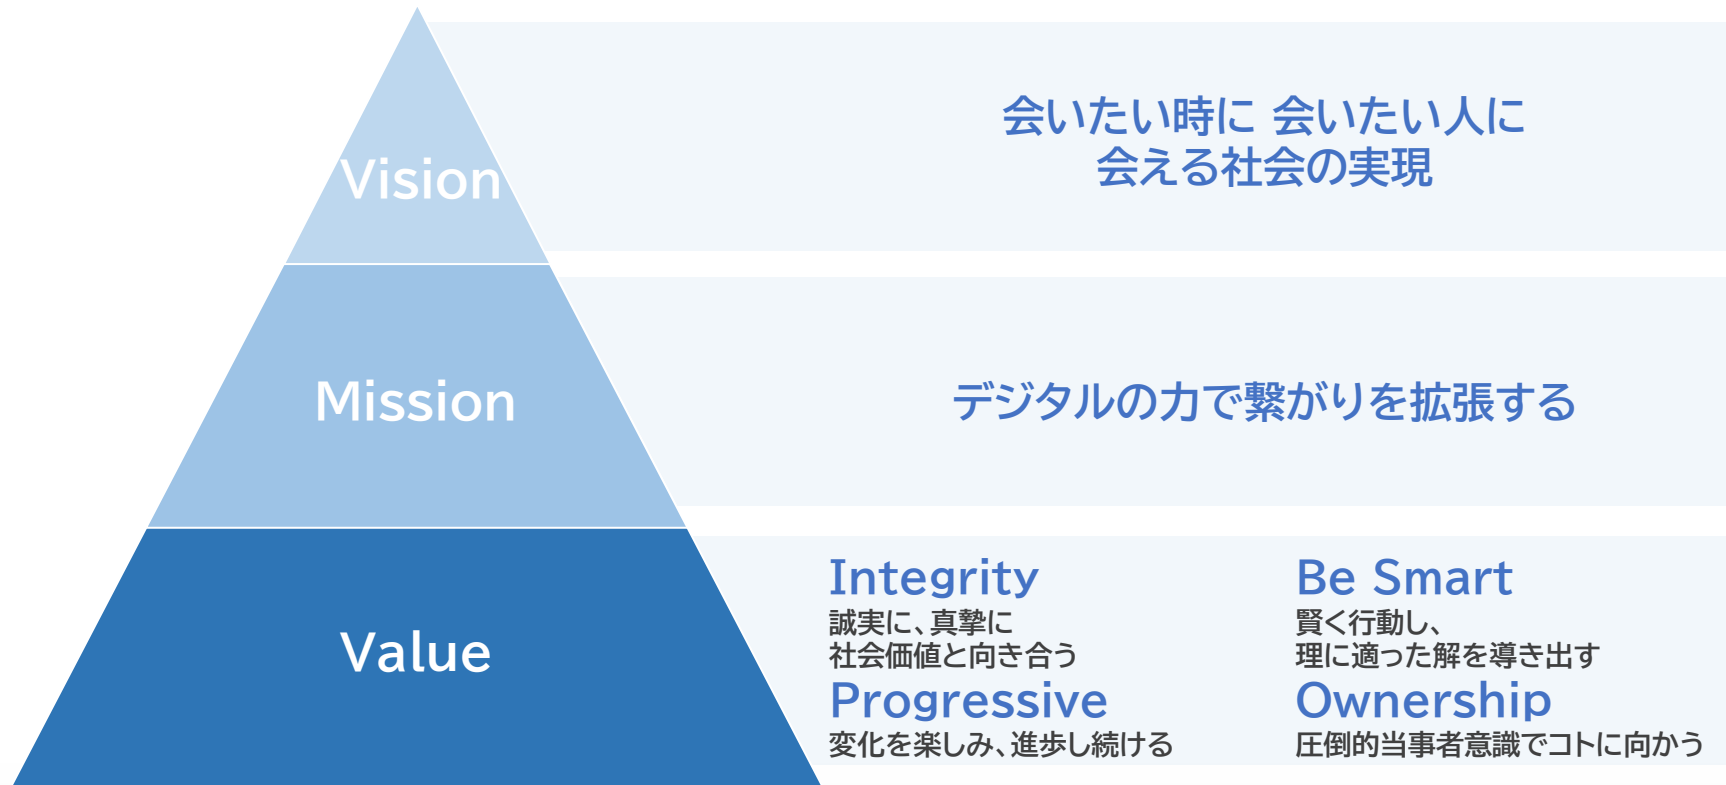 Vision
会いたい時に 会いたい人に
会える社会の実現
Mission
デジタルの力で繋がりを拡張する
Value
Integrity
誠実に、真摯に
社会価値と向き合う
Be Smart
賢く行動し、
理に適った解を導き出す
Progressive
変化を楽しみ、進歩し続ける
Ownership
圧倒的当事者意識でコトに向かう